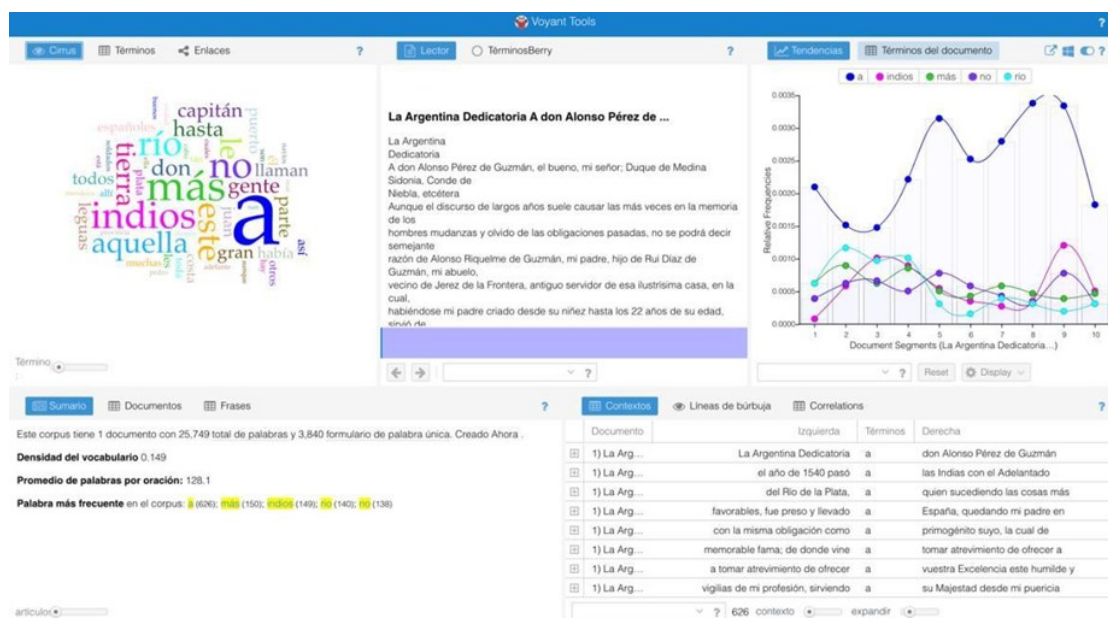 Voyant Tools
?
Cirrus Términos Enlaces ?
Lector TérminosBerry ?
Tendencias Términos del documento ?
capitán
puerto
españoles
hasta
río
le
tierra
don
no
llaman
todos
plata
más
gente
allí
indios
este
juan
a
parte
leguas
aquella
gran
había
así
muchas
los
toda
costa
otros
hay
Término
:
La Argentina Dedicatoria A don Alonso Pérez de ...
La Argentina
Dedicatoria
A don Alonso Pérez de Guzmán, el bueno, mi señor; Duque de Medina
Sidonia, Conde de
Niebla, etcétera
Aunque el discurso de largos años suele causar las más veces en la memoria
de los
hombres mudanzas y olvido de las obligaciones pasadas, no se podrá decir
semejante
razón de Alonso Riquelme de Guzmán, mi padre, hijo de Rui Díaz de
Guzmán, mi abuelo,
vecino de Jerez de la Frontera, antiguo servidor de esa ilustrísima casa, en la
cual,
habiéndose mi padre criado desde su niñez hasta los 22 años de su edad,
sirvió de
?
a indios más no río
Relative Frequencies
0.0035
0.0030
0.0025
0.0020
0.0015
0.0010
0.0005
0.0000
1 2 3 4 5 6 7 8 9 10
Document Segments (La Argentina Dedicatoria...)
? Reset Display
Sumario Documentos Frases ?
Este corpus tiene 1 documento con 25,749 total de palabras y 3,840 formulario de palabra única. Creado Ahora .
Densidad del vocabulario 0.149
Promedio de palabras por oración: 128.1
Palabra más frecuente en el corpus: a (626); más (150); indios (149); río (140); no (138)
artículos
Contextos Líneas de búrbuja Correlations ?
Documento Izquierda Términos Derecha
1) La Arg... La Argentina Dedicatoria a don Alonso Pérez de Guzmán
1) La Arg... el año de 1540 pasó a las Indias con el Adelantado
1) La Arg... del Rio de la Plata, a quien sucediendo las cosas más
1) La Arg... favorables, fue preso y llevado a España, quedando mi padre en
1) La Arg... con la misma obligación como a primogénito suyo, la cual de
1) La Arg... memorable fama; de donde vine a tomar atrevimiento de ofrecer a
1) La Arg... a tomar atrevimiento de ofrecer a vuestra Excelencia este humilde y
1) La Arg... vigilias de mi profesión, sirviendo a su Majestad desde mi puericia
? 626 contexto expandir